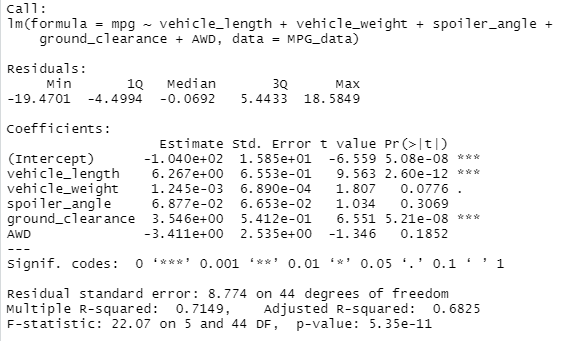 Call:
lm(formula = mpg ~ vehicle_length + vehicle_weight + spoiler_angle +
    ground_clearance + AWD, data = MPG_data)

Residuals:
     Min       1Q   Median       3Q      Max
-19.4701  -4.4994  -0.0692   5.4433  18.5849

Coefficients:
                   Estimate Std. Error t value Pr(>|t|)
(Intercept)      -1.040e+02  1.585e+01  -6.559 5.08e-08 ***
vehicle_length    6.267e+00  6.553e-01   9.563 2.60e-12 ***
vehicle_weight    1.245e-03  6.890e-04   1.807   0.0776 .
spoiler_angle     6.877e-02  6.653e-02   1.034   0.3069
ground_clearance  3.546e+00  5.412e-01   6.551 5.21e-08 ***
AWD              -3.411e+00  2.535e+00  -1.346   0.1852
---
Signif. codes:  0 ‘***’ 0.001 ‘**’ 0.01 ‘*’ 0.05 ‘.’ 0.1 ‘ ’ 1

Residual standard error: 8.774 on 44 degrees of freedom
Multiple R-squared:  0.7149,    Adjusted R-squared:  0.6825
F-statistic: 22.07 on 5 and 44 DF,  p-value: 5.35e-11